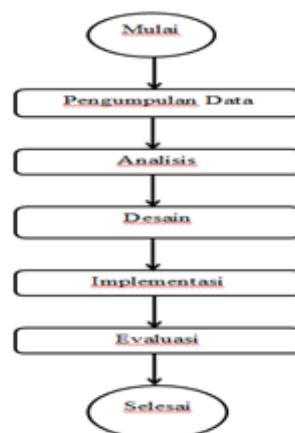 Mulai
Pengumpulan Data
Analisis
Desain
Implementasi
Evaluasi
Selesai